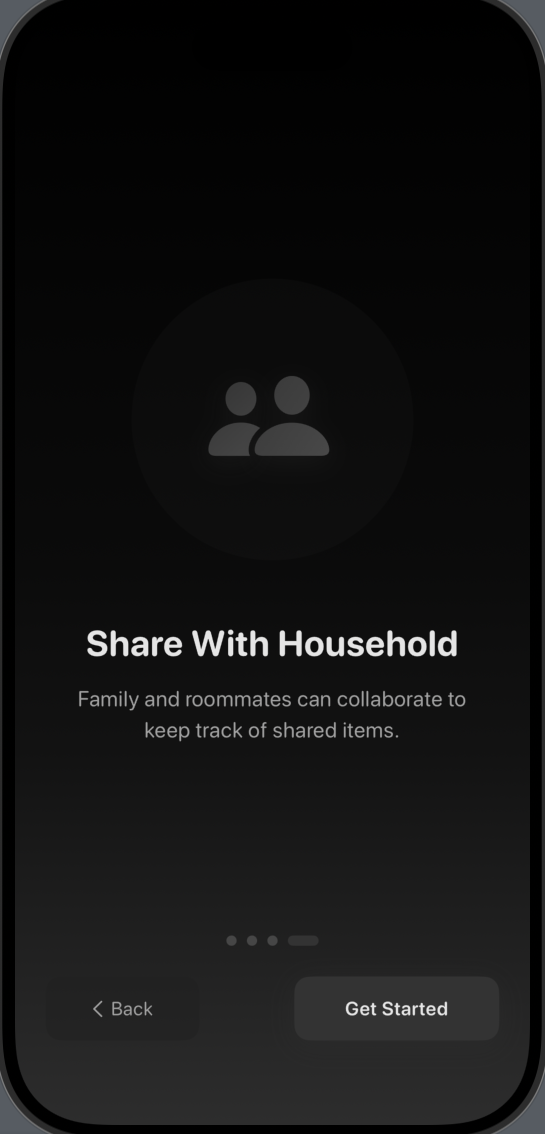 Share With Household
Family and roommates can collaborate to
keep track of shared items.
Back
Get Started